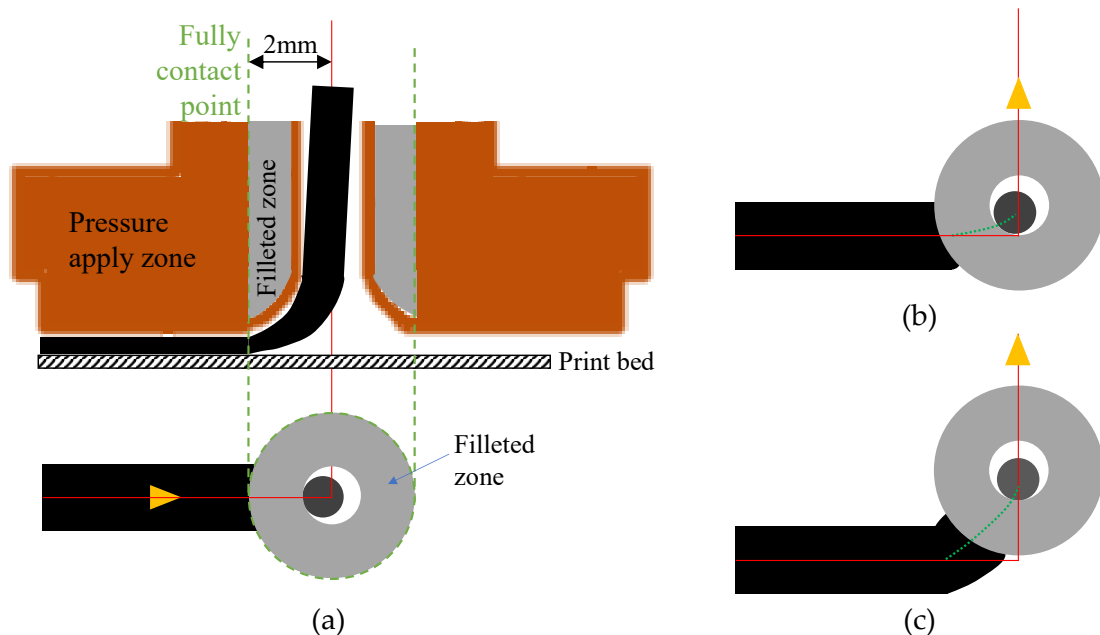 Fully
contact
point
2mm
Filleted zone
Pressure
apply zone
Print bed
Filleted
zone
(a)
(b)
(c)